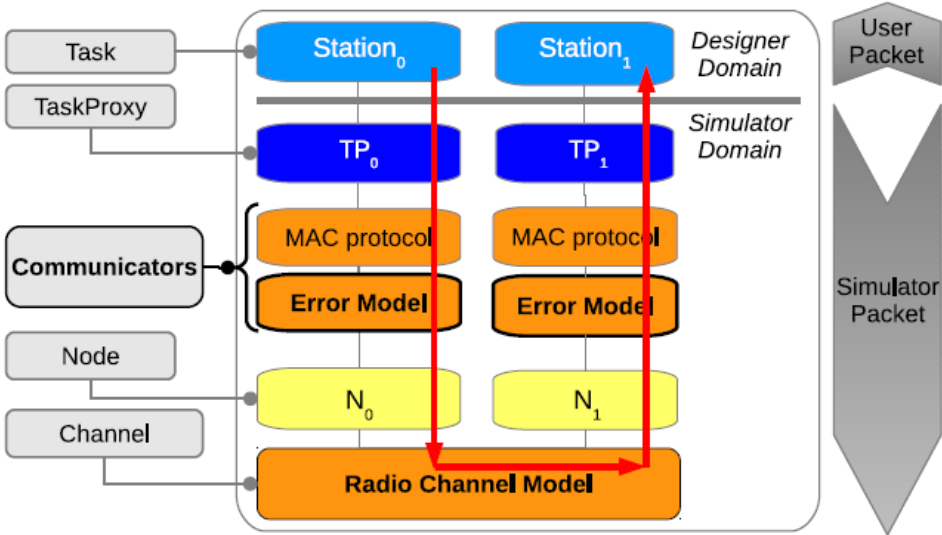 Task
Station0
Station1
Designer
Domain
User
Packet
TaskProxy
Simulator
Domain
TP0
TP1
MAC protocol
MAC protocol
Communicators
Error Model
Error Model
Simulator
Packet
Node
N0
N1
Channel
Radio Channel Model